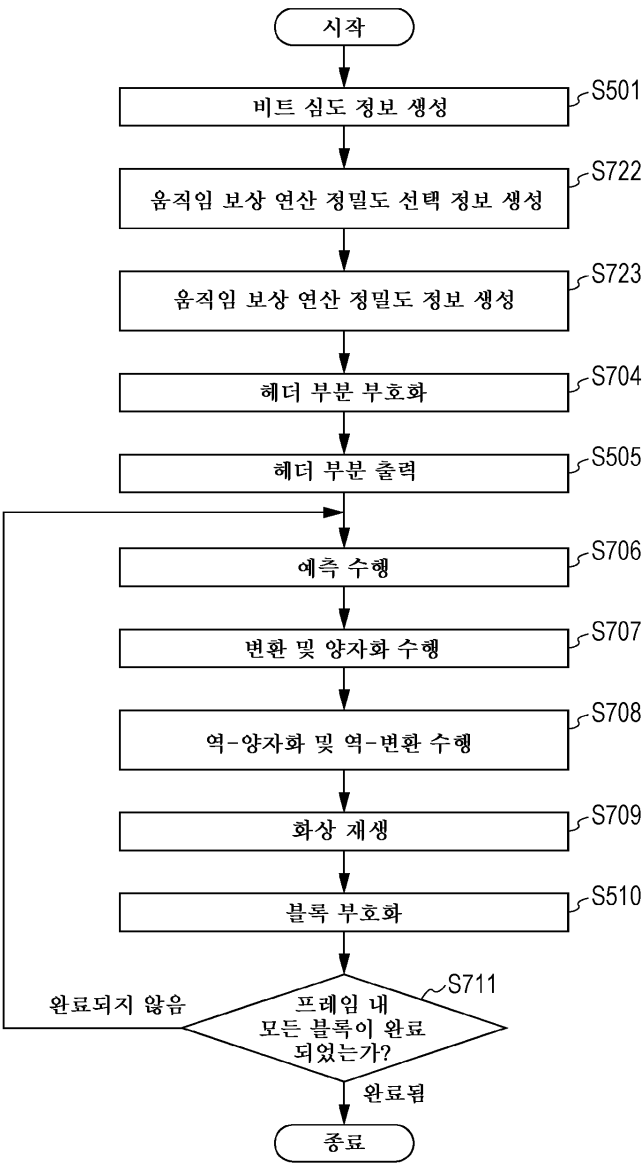 시작
S501
비트 심도 정보 생성
S722
움직임 보상 연산 정밀도 선택 정보 생성
S723
움직임 보상 연산 정밀도 정보 생성
S704
헤더 부분 부호화
S505
헤더 부분 출력
S706
예측 수행
S707
변환 및 양자화 수행
S708
역-양자화 및 역-변환 수행
S709
화상 재생
S510
블록 부호화
S711
완료되지 않음
프레임 내
모든 블록이 완료
되었는가?
완료됨
종료